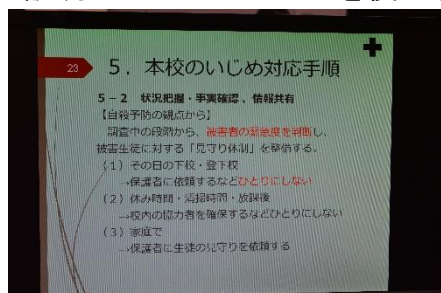 23
5．本校のいじめ対応手順
5－2 状況把握・事実確認、情報共有
【自殺予防の観点から】
調査中の段階から、被害者の緊急度を判断し、
被害生徒に対する「見守り体制」を整備する。
（1）その日の下校・登下校
→保護者に依頼するなどひとりにしない
（2）休み時間・清掃時間・放課後
→校内の協力者を確保するなどひとりにしない
（3）家庭で
→保護者に生徒の見守りを依頼する